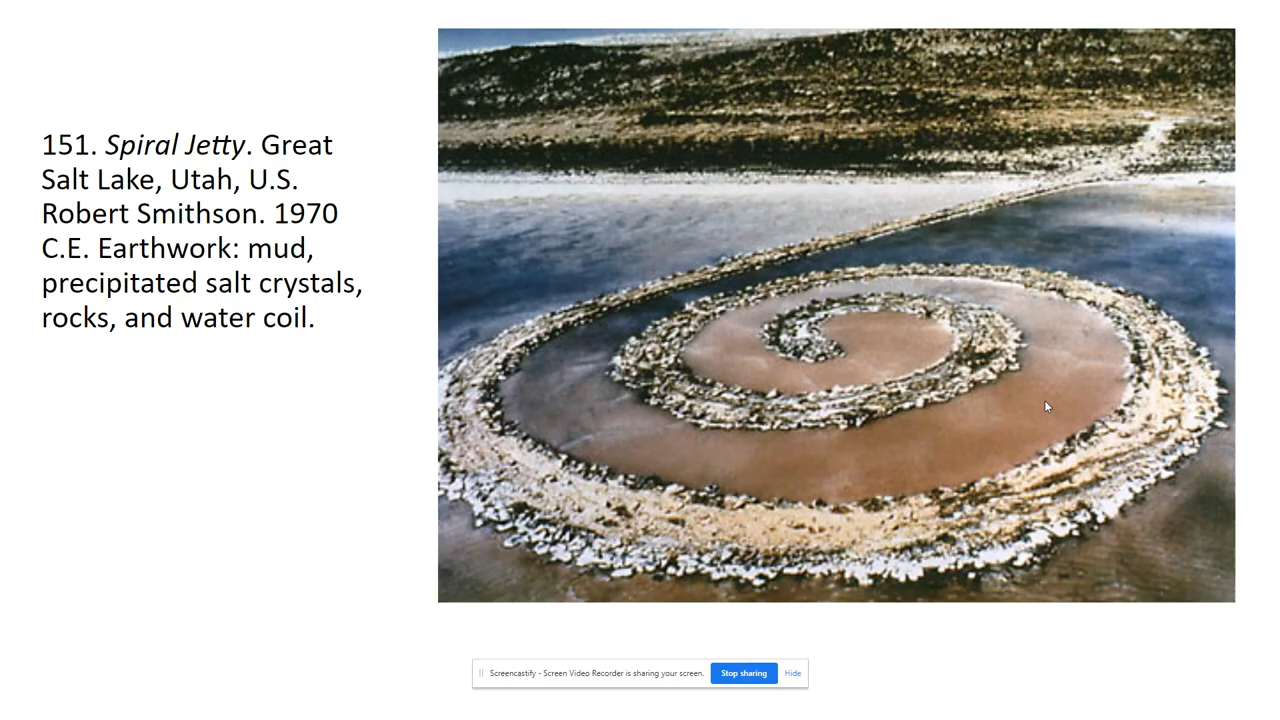 151. Spiral Jetty. Great
Salt Lake, Utah, U.S.
Robert Smithson. 1970
C.E. Earthwork: mud,
precipitated salt crystals,
rocks, and water coil.
Screencastify - Screen Video Recorder is sharing your screen. Stop sharing Hide